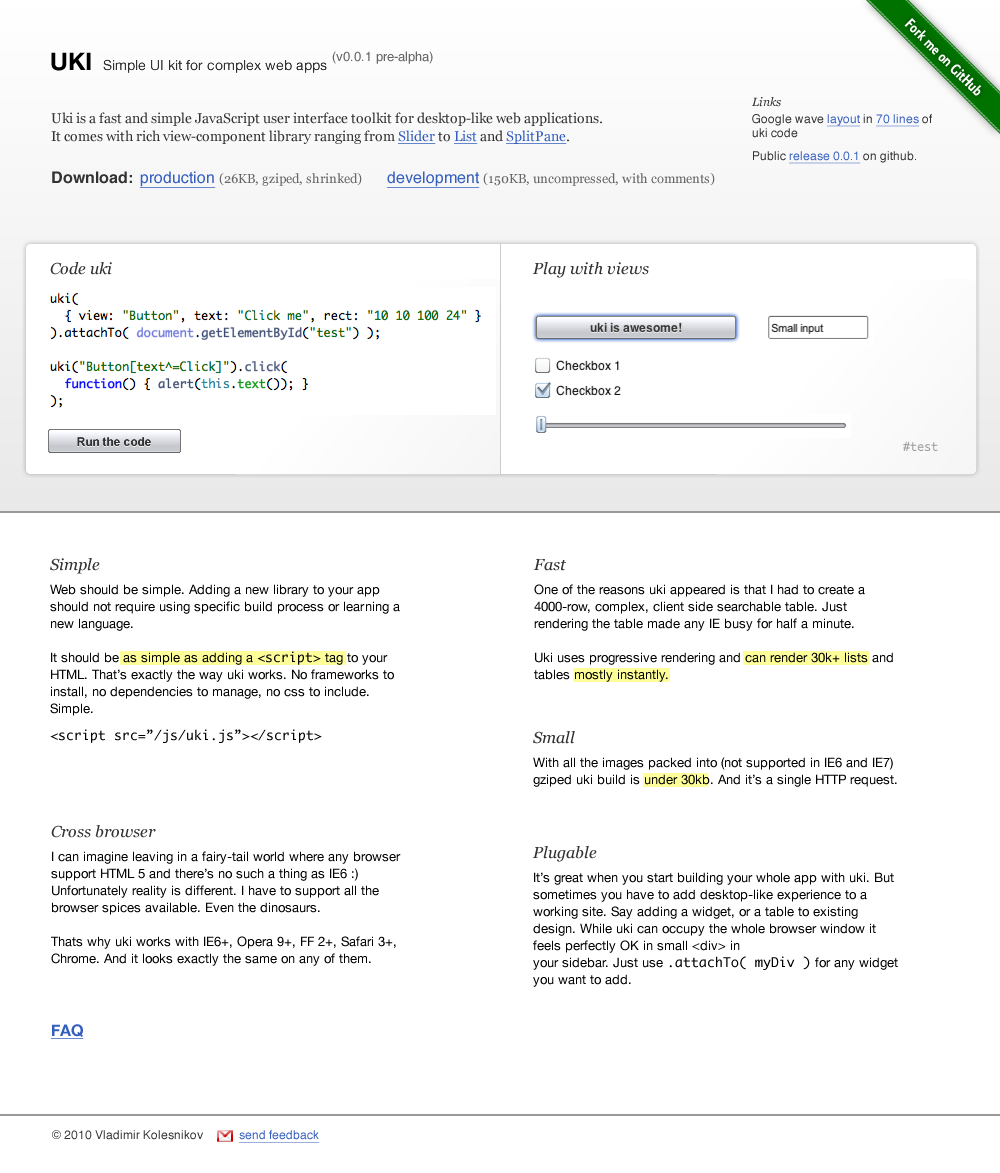 Fork me on GitHub
UKI Simple UI kit for complex web apps (v0.0.1 pre-alpha)
Uki is a fast and simple JavaScript user interface toolkit for desktop-like web applications.
It comes with rich view-component library ranging from Slider to List and SplitPane.
Download: production (26KB, gziped, shrinked) development (150KB, uncompressed, with comments)
Links
Google wave layout in 70 lines of
uki code
Public release 0.0.1 on github.
Code uki
uki(
{ view: "Button", text: "Click me", rect: "10 10 100 24" }
).attachTo( document.getElementById("test") );
uki("Button[text^=Click]").click(
function() { alert(this.text()); }
);
Run the code
Play with views
uki is awesome!
Small input
Checkbox 1
Checkbox 2
#test
Simple
Web should be simple. Adding a new library to your app
should not require using specific build process or learning a
new language.
It should be as simple as adding a <script> tag to your
HTML. That's exactly the way uki works. No frameworks to
install, no dependencies to manage, no css to include.
Simple.
<script src=”/js/uki.js”></script>
Cross browser
I can imagine leaving in a fairy-tail world where any browser
support HTML 5 and there's no such a thing as IE6 :)
Unfortunately reality is different. I have to support all the
browser spices available. Even the dinosaurs.
Thats why uki works with IE6+, Opera 9+, FF 2+, Safari 3+,
Chrome. And it looks exactly the same on any of them.
FAQ
Fast
One of the reasons uki appeared is that I had to create a
4000-row, complex, client side searchable table. Just
rendering the table made any IE busy for half a minute.
Uki uses progressive rendering and can render 30k+ lists and
tables mostly instantly.
Small
With all the images packed into (not supported in IE6 and IE7)
gziped uki build is under 30kb. And it's a single HTTP request.
Plugable
It's great when you start building your whole app with uki. But
sometimes you have to add desktop-like experience to a
working site. Say adding a widget, or a table to existing
design. While uki can occupy the whole browser window it
feels perfectly OK in small <div> in
your sidebar. Just use .attachTo( myDiv ) for any widget
you want to add.
© 2010 Vladimir Kolesnikov send feedback